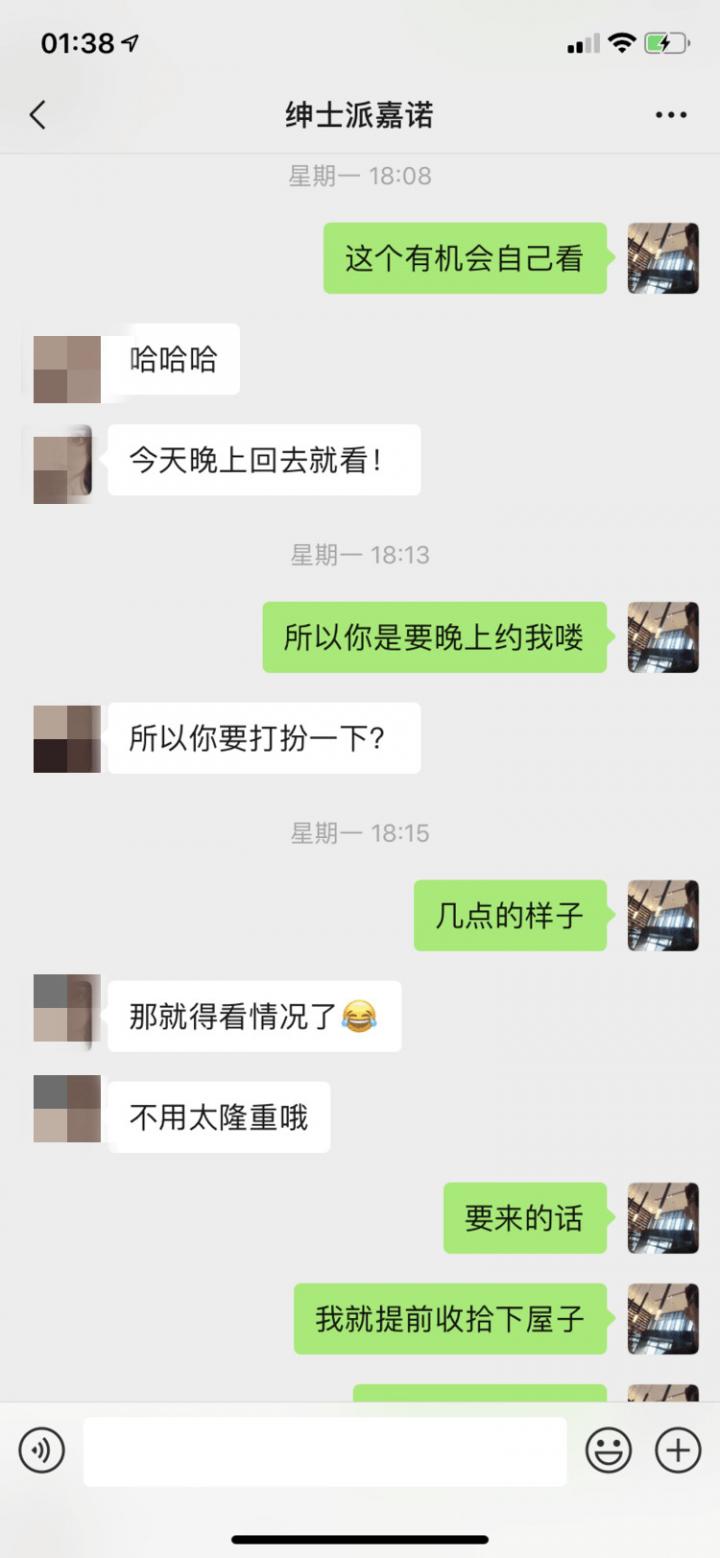 01:38
绅士派嘉诺
星期一 18:08
这个有机会自己看
哈哈哈
今天晚上回去就看!
星期一 18:13
所以你是要晚上约我喽
所以你要打扮一下?
星期一 18:15
几点的样子
那就得看情况了😂
不用太隆重哦
要来的话
我就提前收拾下屋子